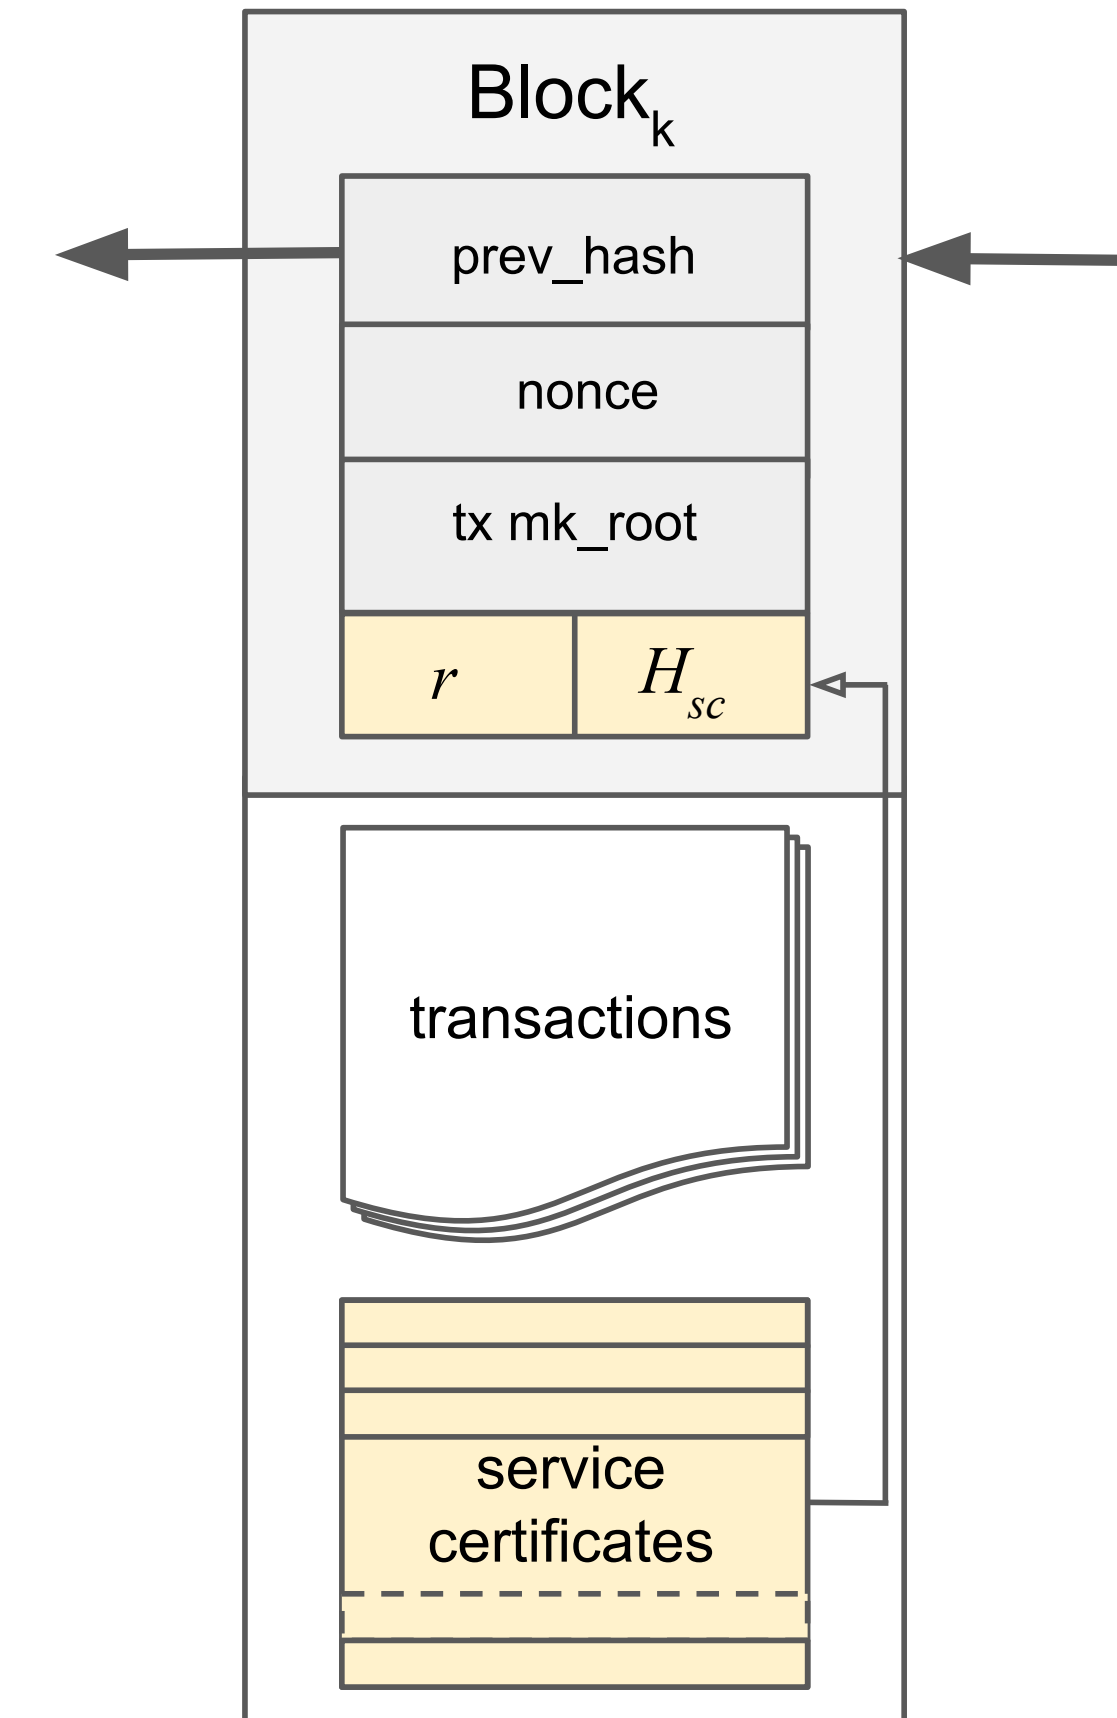 Block_k
prev_hash
nonce
tx mk_root
r H_sc
transactions
service
certificates